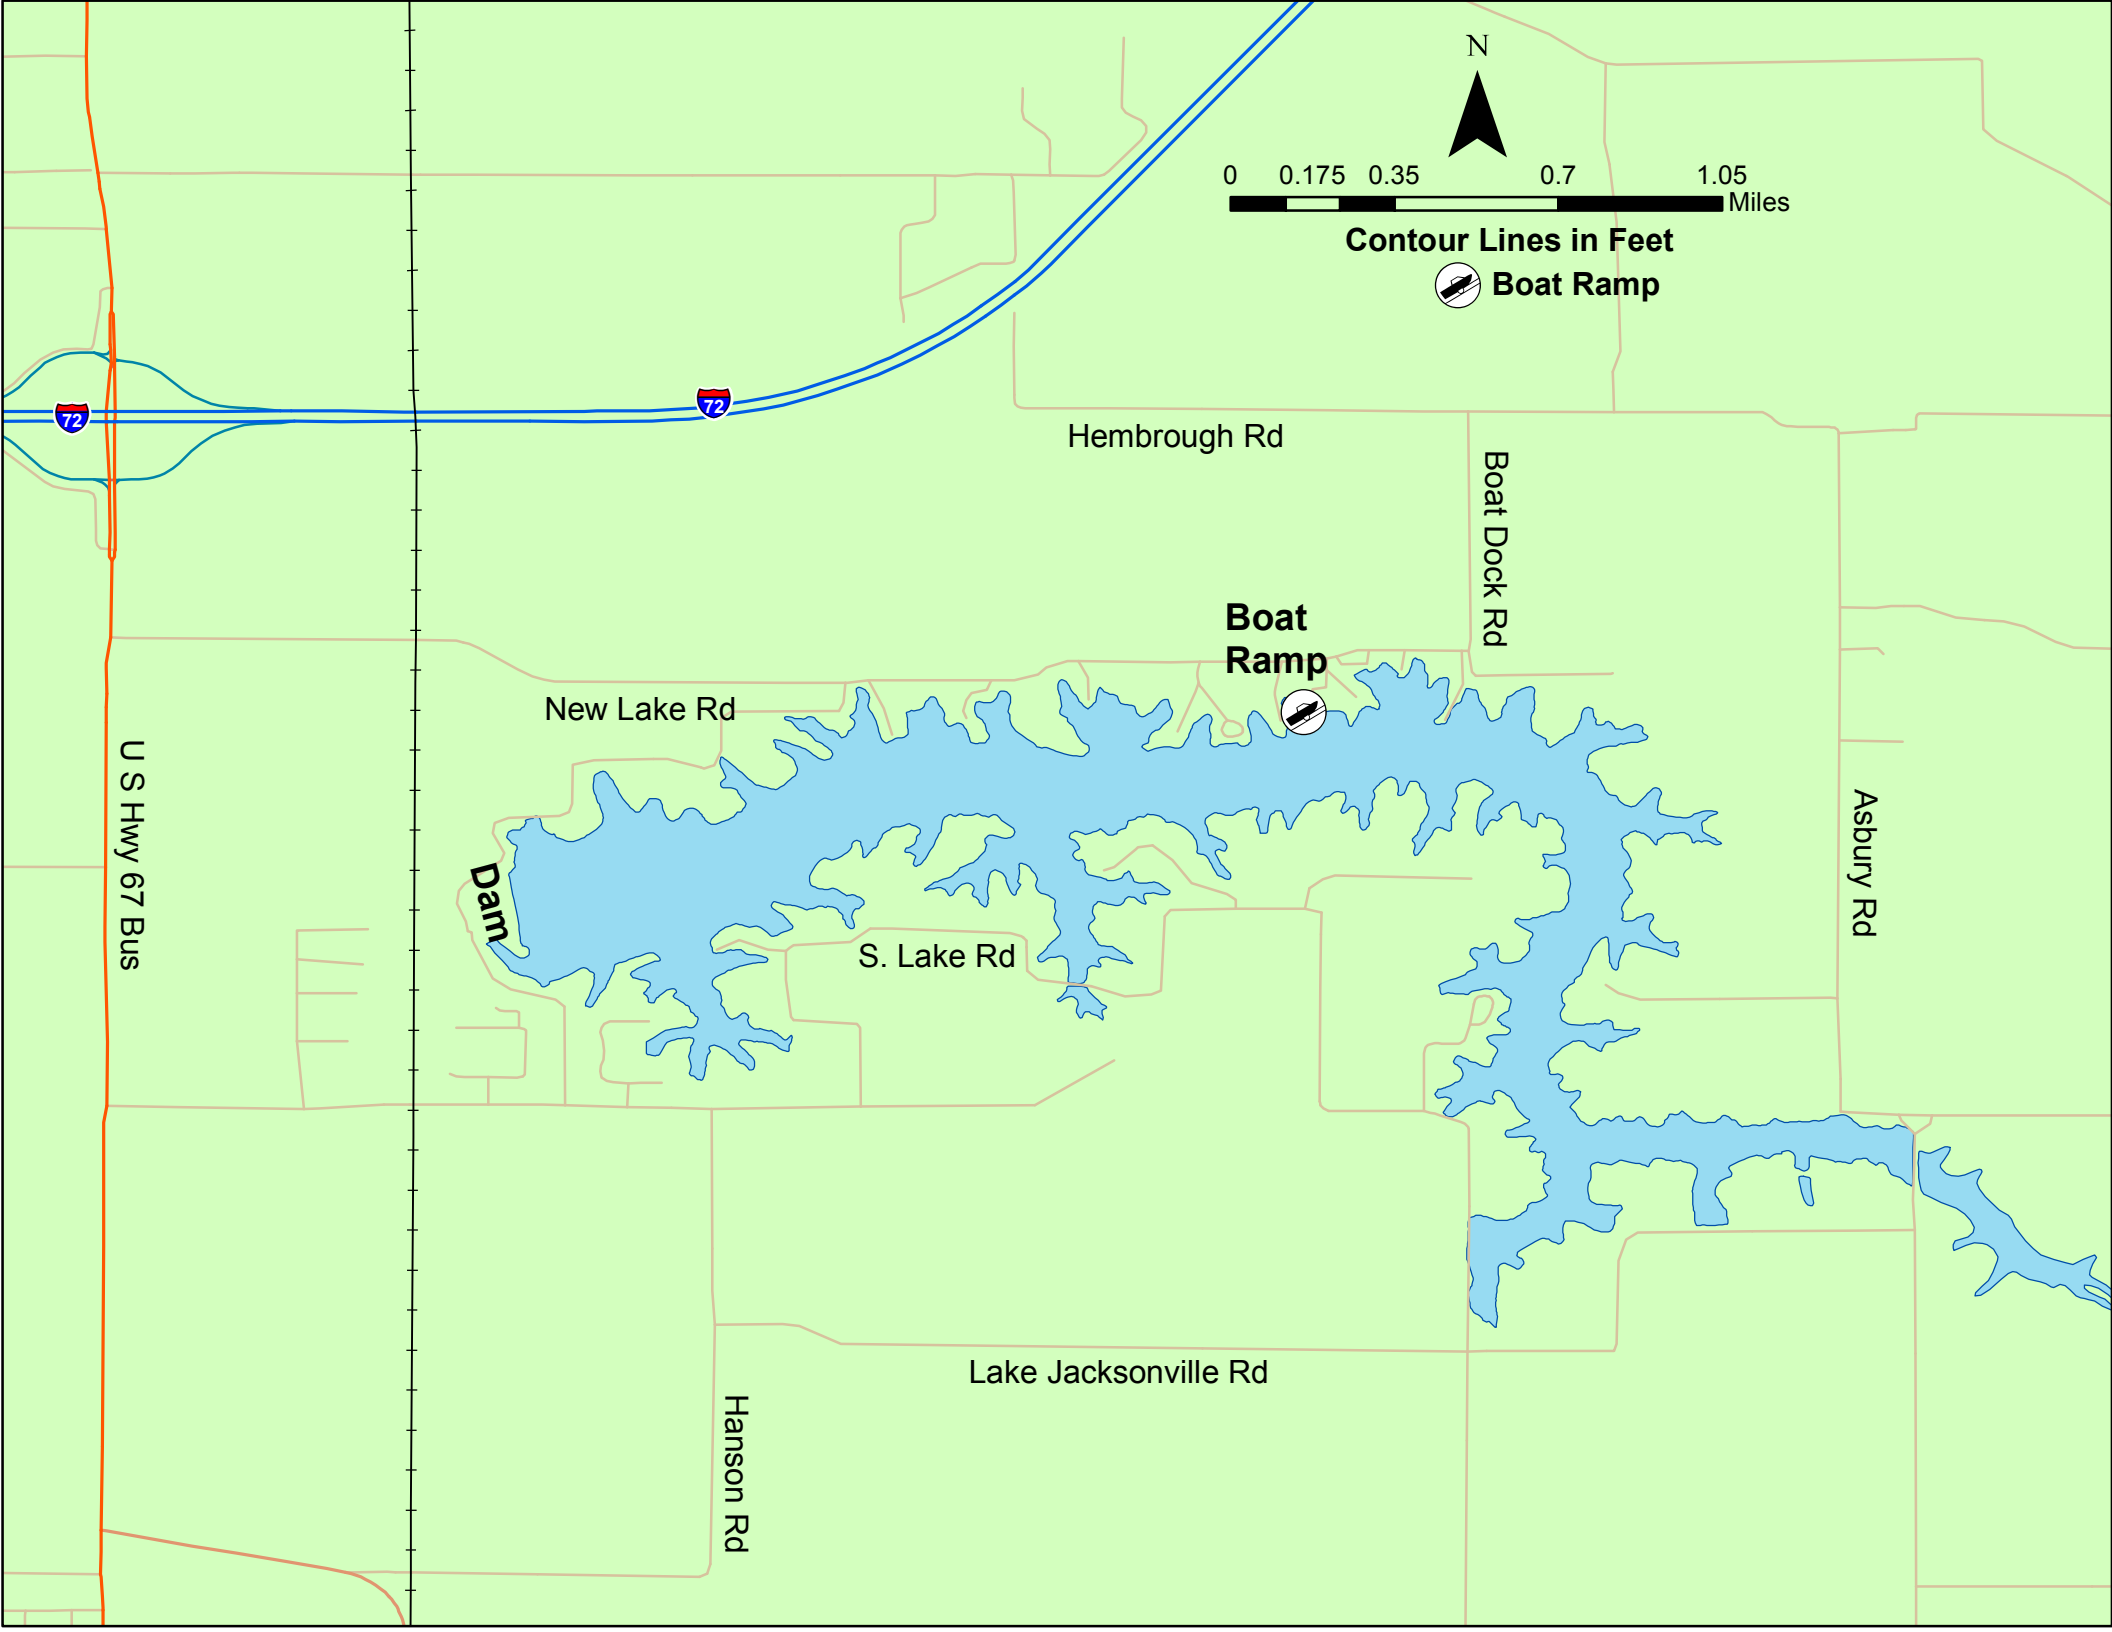 N
0 0.175 0.35 0.7 1.05
Miles
Contour Lines in Feet
Boat Ramp
72
72
Hembrough Rd
Boat Dock Rd
Boat
Ramp
New Lake Rd
U S Hwy 67 Bus
Asbury Rd
Dam
S. Lake Rd
Lake Jacksonville Rd
Hanson Rd